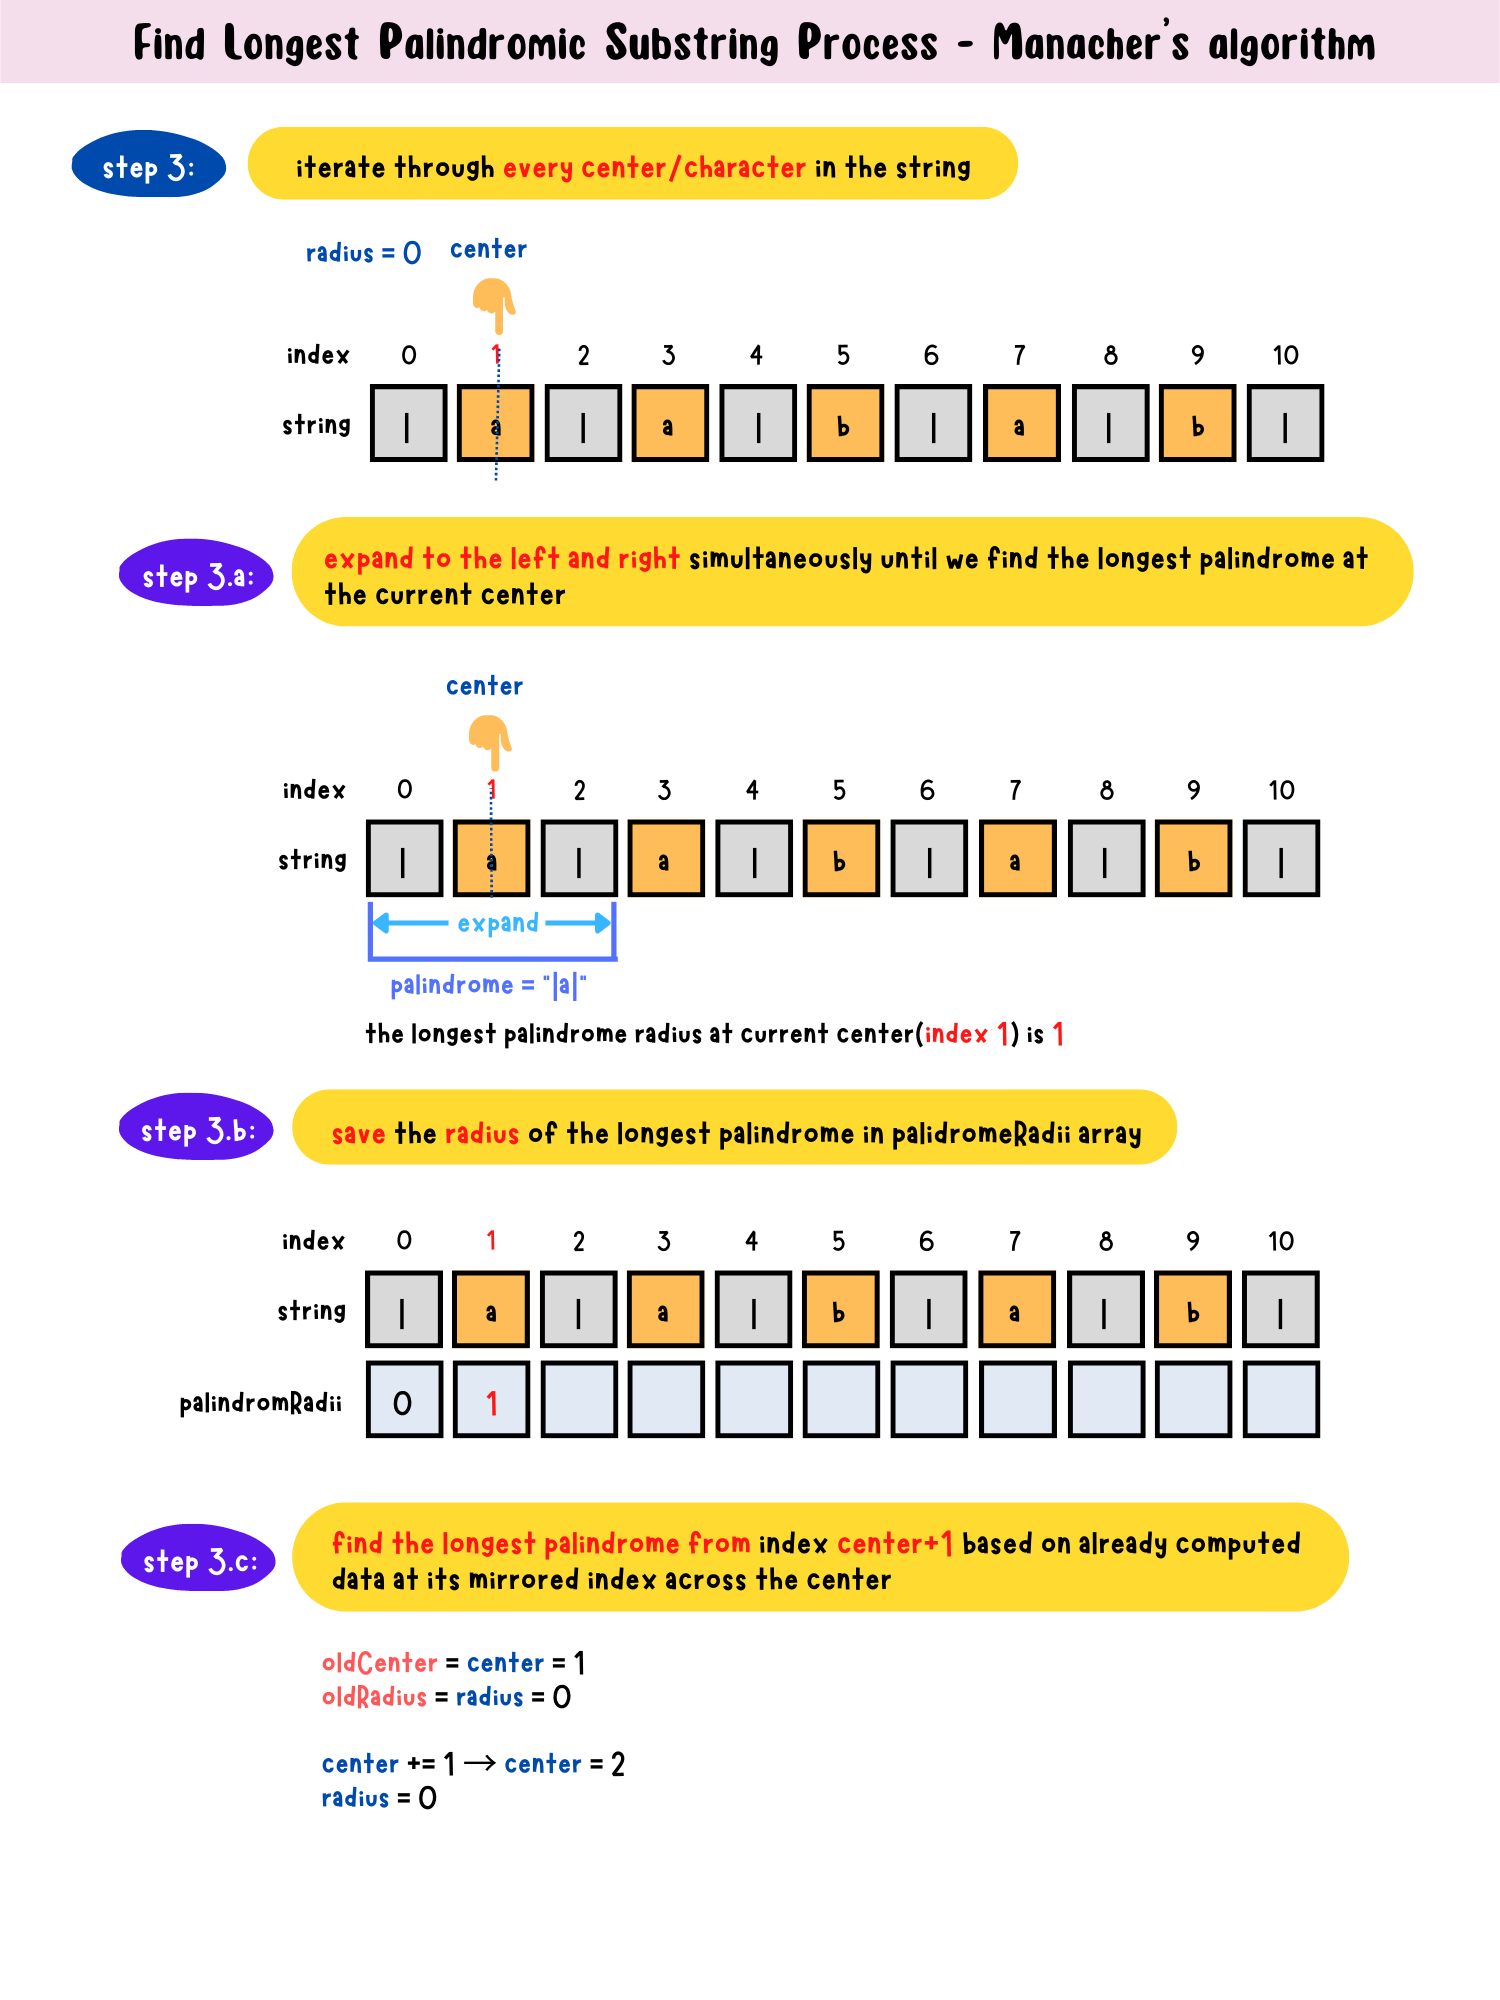 Find Longest Palindromic Substring Process - Manacher's algorithm
step 3:
iterate through every center/character in the string
radius = 0 center
index 0 1 2 3 4 5 6 7 8 9 10
string | a | a | b | a | b |
step 3.a:
expand to the left and right simultaneously until we find the longest palindrome at
the current center
center
index 0 1 2 3 4 5 6 7 8 9 10
string | a | a | b | a | b |
expand
palindrome = "|a|"
the longest palindrome radius at current center(index 1) is 1
step 3.b:
save the radius of the longest palindrome in palidromeRadii array
index 0 1 2 3 4 5 6 7 8 9 10
string | a | a | b | a | b |
palindromRadii 0 1
step 3.c:
find the longest palindrome from index center+1 based on already computed
data at its mirrored index across the center
oldCenter = center = 1
oldRadius = radius = 0
center += 1 → center = 2
radius = 0